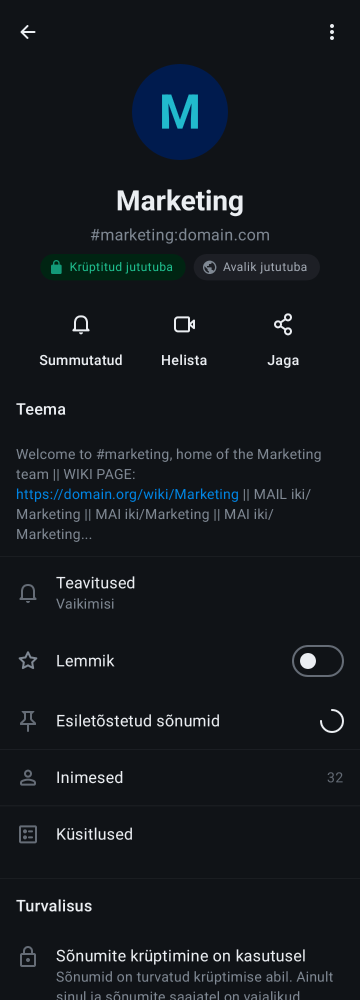 M
Marketing
#marketing:domain.com
Krüptitud jututuba
Avalik jututuba
Summutatud
Helista
Jaga
Teema
Welcome to #marketing, home of the Marketing
team || WIKI PAGE:
https://domain.org/wiki/Marketing || MAIL iki/
Marketing || MAI iki/Marketing || MAI iki/
Marketing...
Teavitused
Vaikimisi
Lemmik
Esiletõstetud sõnumid
Inimesed
32
Küsitlused
Turvalisus
Sõnumite krüptimine on kasutusel
Sõnumid on turvatud krüptimise abil. Ainult
sinul ja sõnumite saajatel on vajalikud